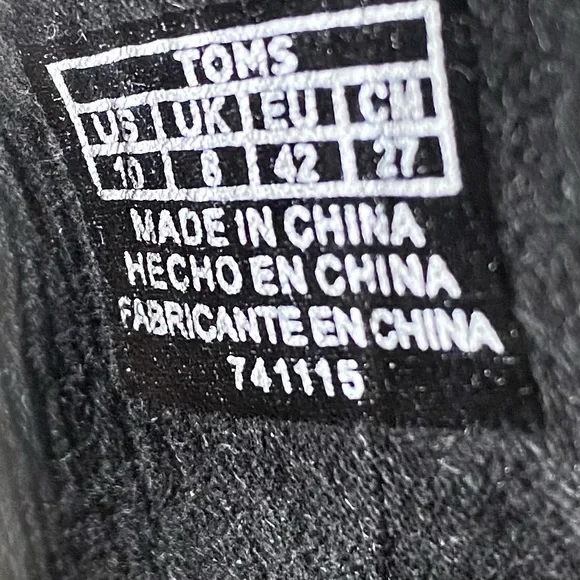 TOMS
US UK EU CM
10 8 42 27
MADE IN CHINA
HECHO EN CHINA
FABRICANTE EN CHINA
741115